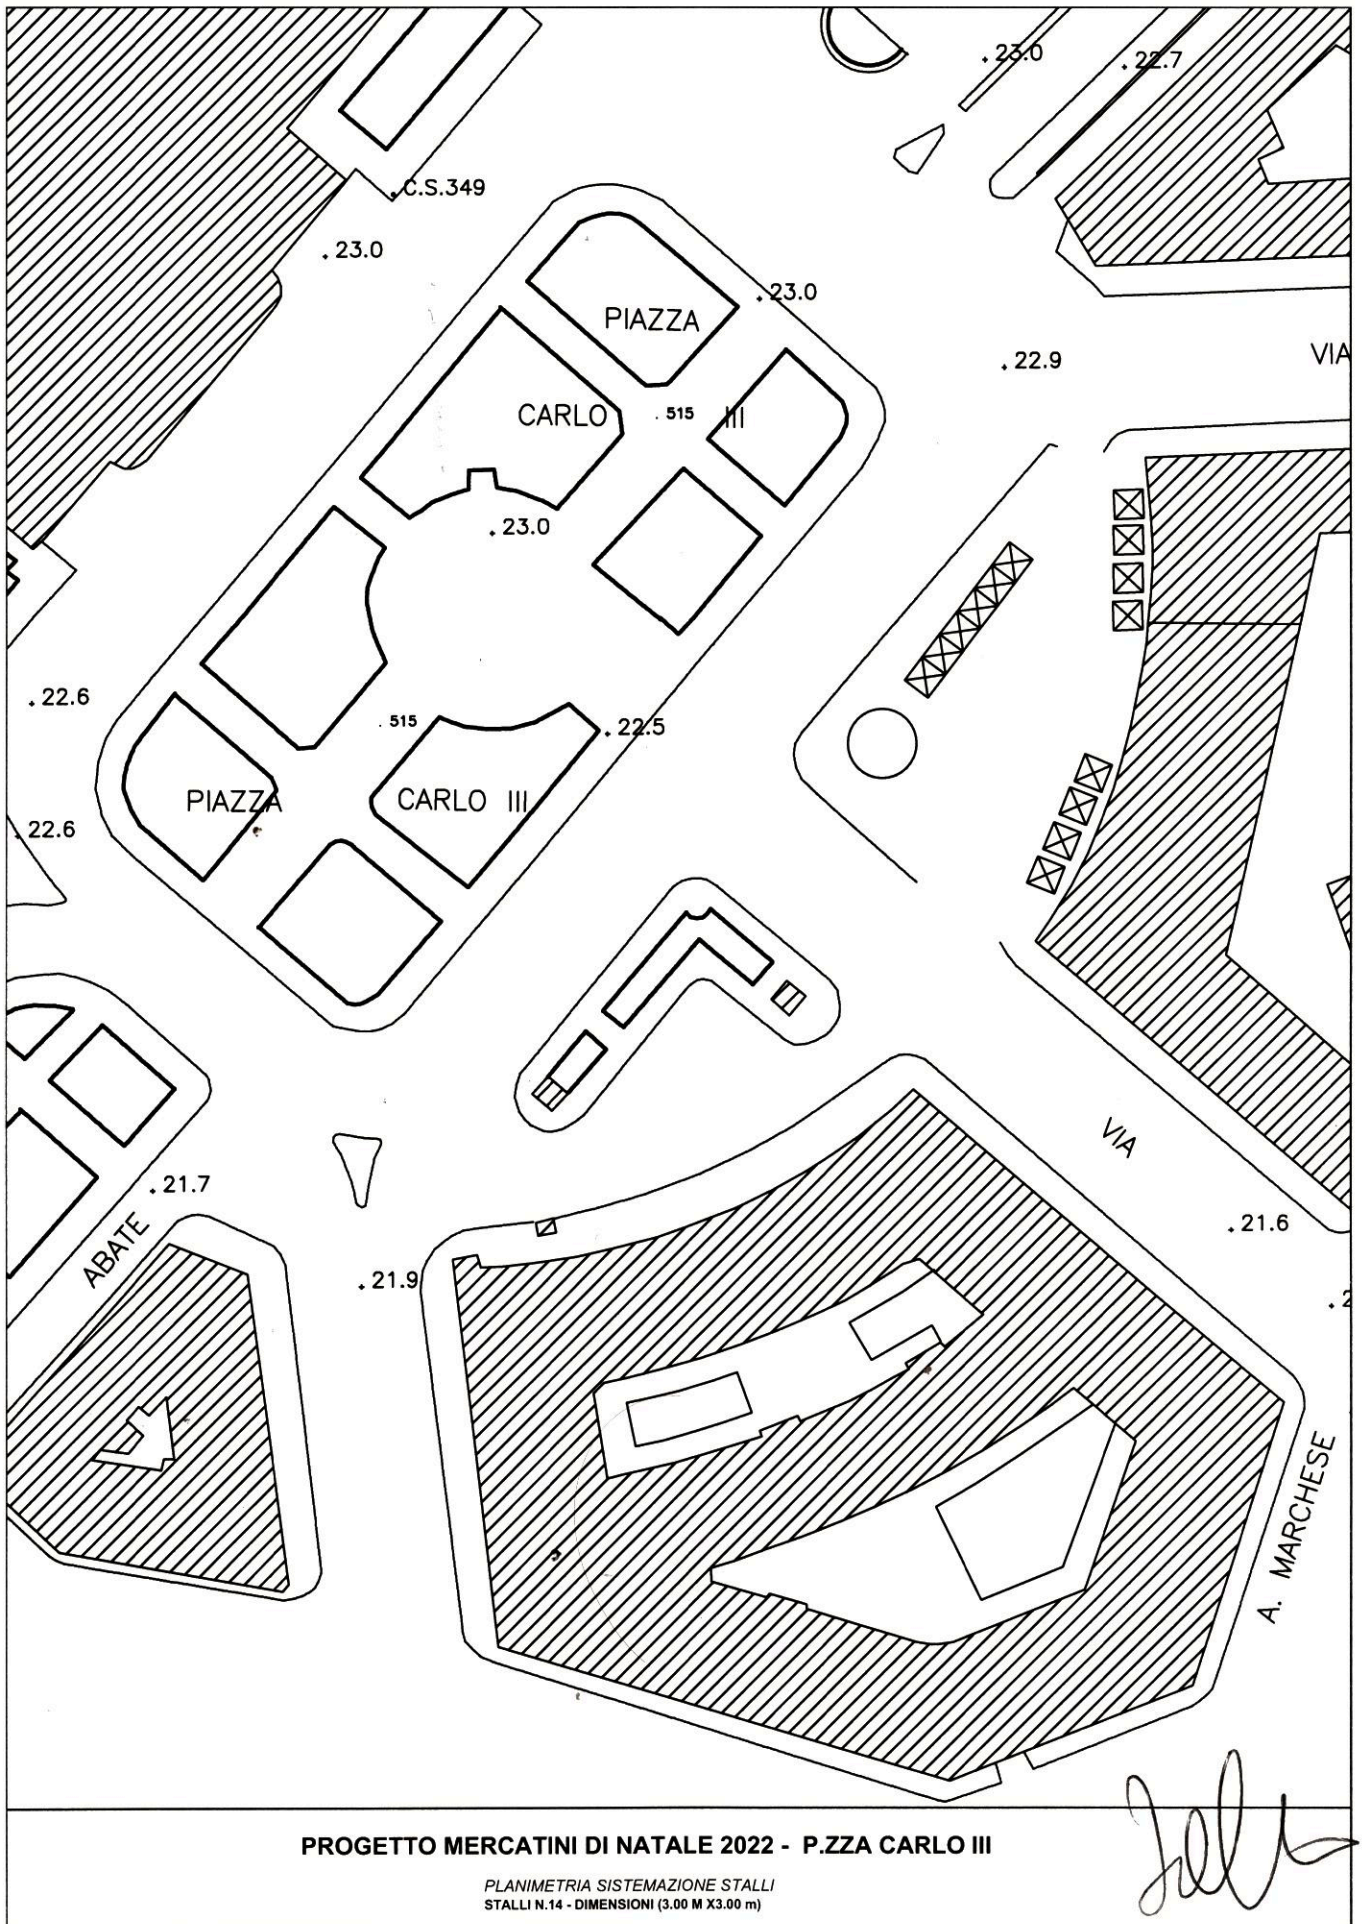 23.0
22.7
C.S.349
23.0
23.0
PIAZZA
22.9
VIA
CARLO
515
III
23.0
22.6
515
22.5
PIAZZA
CARLO III
22.6
VIA
21.7
21.6
ABATE
21.9
A. MARCHESE
PROGETTO MERCATINI DI NATALE 2022 - P.ZZA CARLO III
PLANIMETRIA SISTEMAZIONE STALLI
STALLI N.14 - DIMENSIONI (3.00 M X3.00 m)